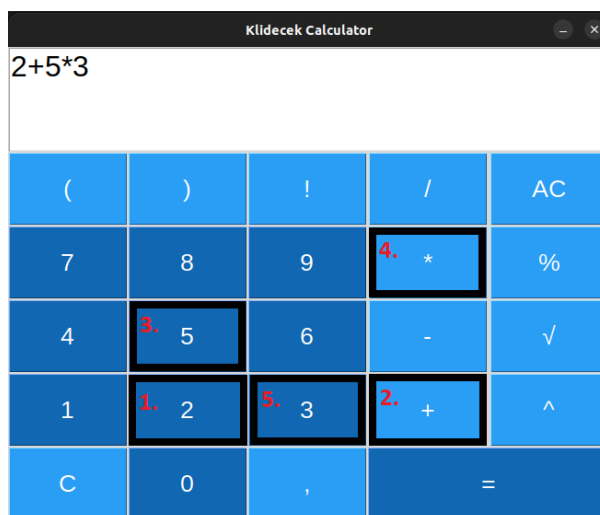 Klidecek Calculator
2+5*3
( ) ! / AC
7 8 9 4. * %
4 3. 5 6 - √
1 1. 2 5. 3 2. + ^
C 0 , =